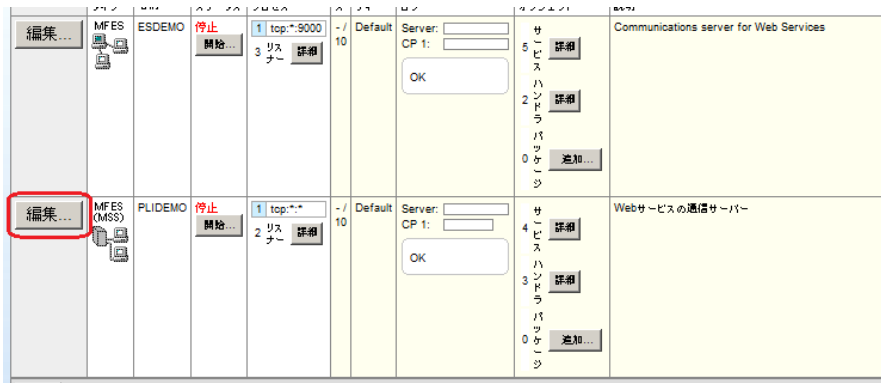 編集...
MFES
ESDEMO
停止
開始...
1 tcp:*:9000
3 リスナー 詳細
- / 10
Default
Server:
CP 1:
OK
5 サービス 詳細
2 ハンドラ 詳細
0 パッケージ 追加...
Communications server for Web Services
編集...
MFES
(MSS)
PLIDEMO
停止
開始...
1 tcp:*:*
2 リスナー 詳細
- / 10
Default
Server:
CP 1:
OK
4 サービス 詳細
3 ハンドラ 詳細
0 パッケージ 追加...
Webサービスの通信サーバー